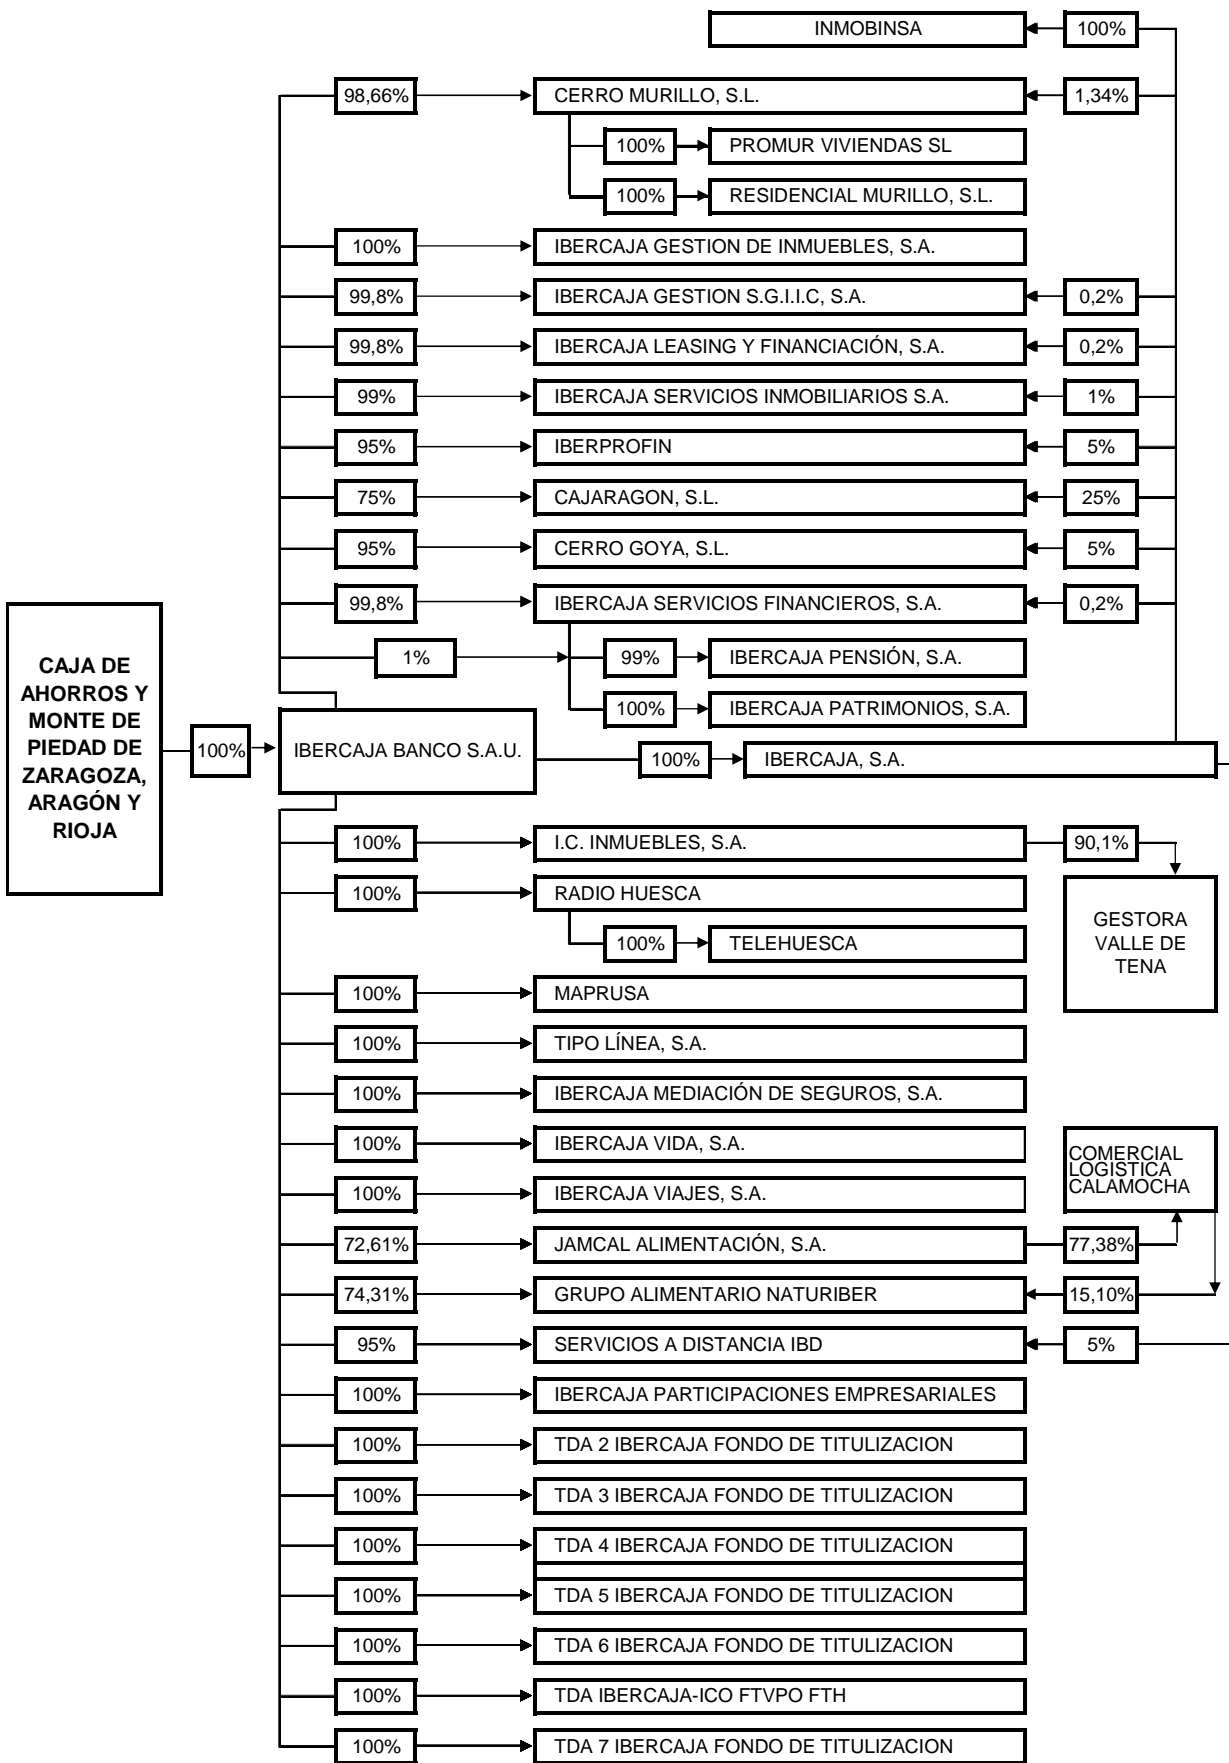 INMOBINSA 100%
98,66% CERRO MURILLO, S.L. 1,34%
100% PROMUR VIVIENDAS SL
100% RESIDENCIAL MURILLO, S.L.
100% IBERCAJA GESTION DE INMUEBLES, S.A.
99,8% IBERCAJA GESTION S.G.I.I.C, S.A. 0,2%
99,8% IBERCAJA LEASING Y FINANCIACIÓN, S.A. 0,2%
99% IBERCAJA SERVICIOS INMOBILIARIOS S.A. 1%
95% IBERPROFIN 5%
75% CAJARAGON, S.L. 25%
95% CERRO GOYA, S.L. 5%
99,8% IBERCAJA SERVICIOS FINANCIEROS, S.A. 0,2%
1% 99% IBERCAJA PENSIÓN, S.A.
100% IBERCAJA PATRIMONIOS, S.A.
CAJA DE
AHORROS Y
MONTE DE
PIEDAD DE
ZARAGOZA,
ARAGÓN Y
RIOJA
100% IBERCAJA BANCO S.A.U. 100% IBERCAJA, S.A.
100% I.C. INMUEBLES, S.A. 90,1%
100% RADIO HUESCA
GESTORA
VALLE DE
TENA
100% TELEHUESCA
100% MAPRUSA
100% TIPO LÍNEA, S.A.
100% IBERCAJA MEDIACIÓN DE SEGUROS, S.A.
100% IBERCAJA VIDA, S.A.
COMERCIAL
LOGISTICA
CALAMOCHA
100% IBERCAJA VIAJES, S.A.
72,61% JAMCAL ALIMENTACIÓN, S.A. 77,38%
74,31% GRUPO ALIMENTARIO NATURIBER 15,10%
95% SERVICIOS A DISTANCIA IBD 5%
100% IBERCAJA PARTICIPACIONES EMPRESARIALES
100% TDA 2 IBERCAJA FONDO DE TITULIZACION
100% TDA 3 IBERCAJA FONDO DE TITULIZACION
100% TDA 4 IBERCAJA FONDO DE TITULIZACION
100% TDA 5 IBERCAJA FONDO DE TITULIZACION
100% TDA 6 IBERCAJA FONDO DE TITULIZACION
100% TDA IBERCAJA-ICO FTVPO FTH
100% TDA 7 IBERCAJA FONDO DE TITULIZACION